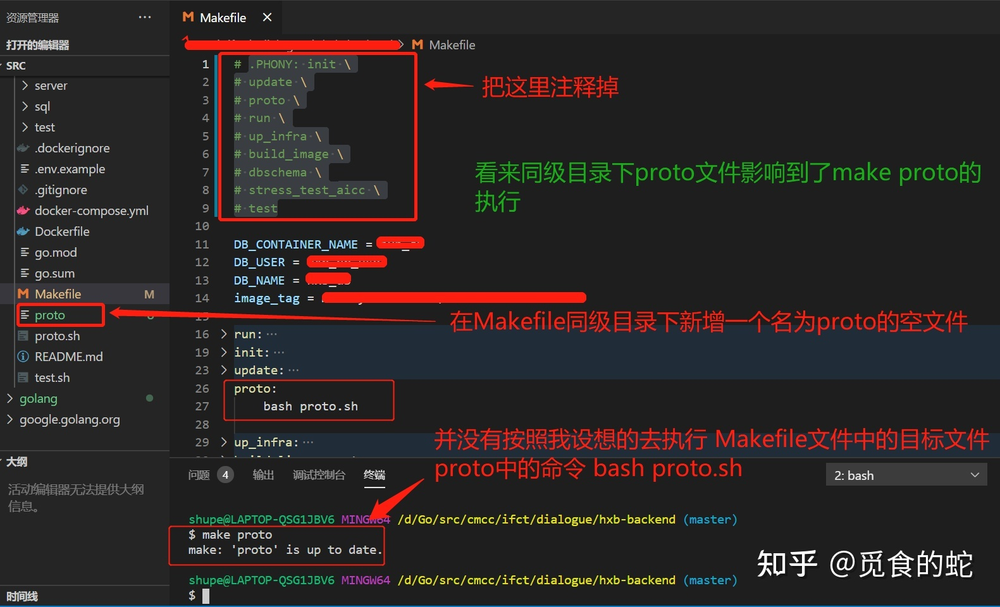 资源管理器 ···
打开的编辑器
SRC
server
sql
test
.dockerignore
.env.example
.gitignore
docker-compose.yml
Dockerfile
go.mod
go.sum
Makefile M
proto
proto.sh
README.md
test.sh
golang
google.golang.org
大纲
活动编辑器无法提供大纲
信息。
时间线
Makefile
Makefile
1 # .PHONY: init \
2 # update \
3 # proto \
4 # run \
5 # up_infra \
6 # build_image \
7 # dbschema \
8 # stress_test_aicc \
9 # test
10
11 DB_CONTAINER_NAME =
12 DB_USER =
13 DB_NAME =
14 image_tag =
16 run: ···
19 init: ···
23 update: ···
26 proto:
27 bash proto.sh
28
29 up_infra: ···
把这里注释掉
看来同级目录下proto文件影响到了make proto的
执行
在Makefile同级目录下新增一个名为proto的空文件
并没有按照我设想的去执行 Makefile文件中的目标文件
proto中的命令 bash proto.sh
问题 4 输出 调试控制台 终端
2: bash
shupe@LAPTOP-QSG1JBV6 MINGW64 /d/Go/src/cmcc/ifct/dialogue/hxb-backend (master)
$ make proto
make: 'proto' is up to date.
shupe@LAPTOP-QSG1JBV6 MINGW64 /d/Go/src/cmcc/ifct/dialogue/hxb-backend (master)
$
知乎 @觅食的蛇